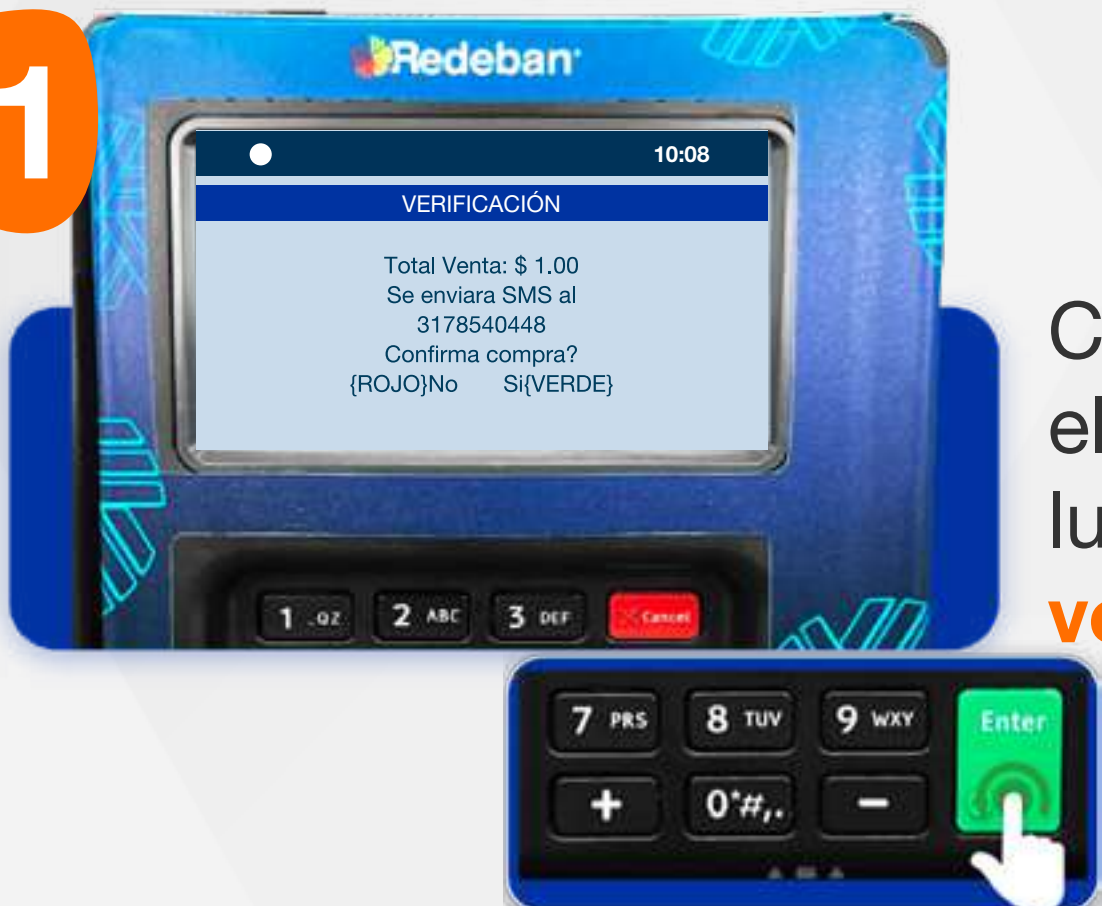 1
Redeban
10:08
VERIFICACIÓN
Total Venta: $ 1.00
Se enviara SMS al
3178540448
Confirma compra?
{ROJO}No Si{VERDE}
1 .QZ 2 ABC 3 DEF Cancel
C
el
lu
ve
7 PRS 8 TUV 9 WXY Enter
+ 0*#,. -